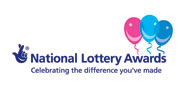 National Lottery Awards
Celebrating the difference you've made